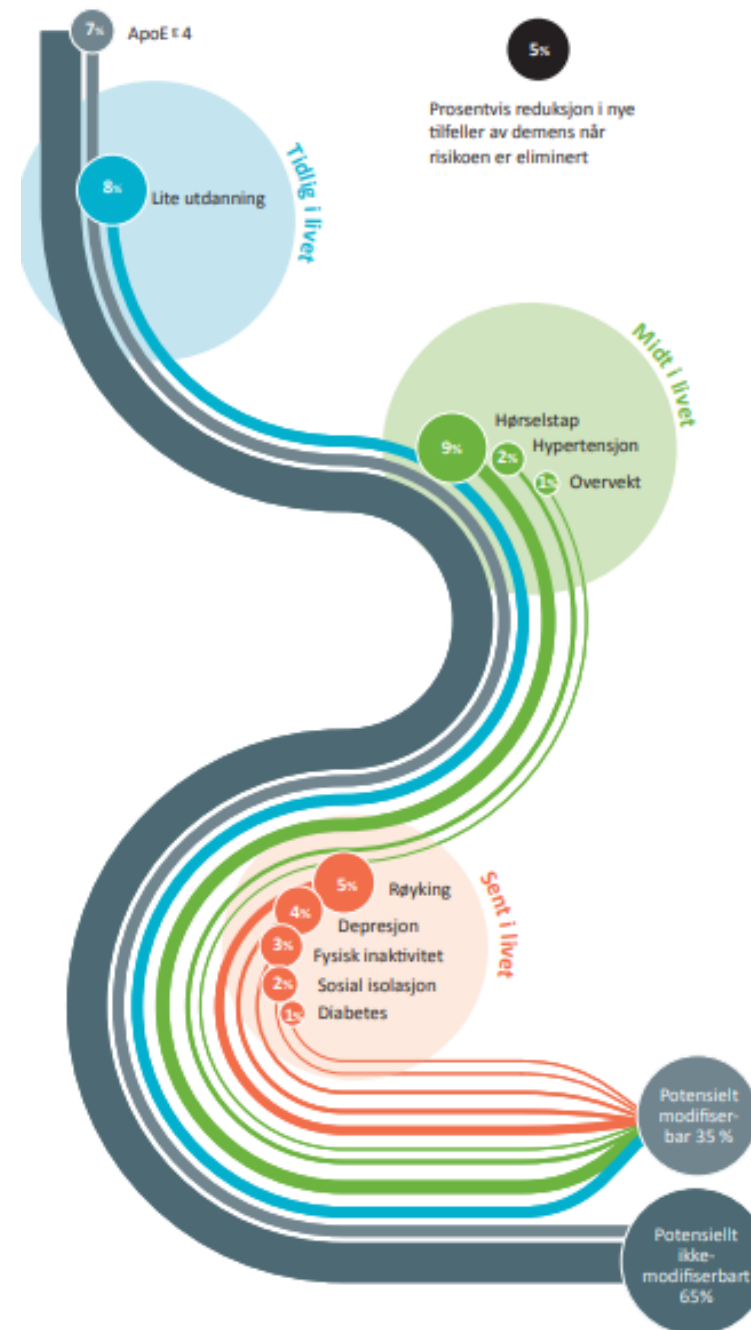 7%
ApoE ε 4
5%
Prosentvis reduksjon i nye
tilfeller av demens når
risikoen er eliminert
Tidlig i livet
8%
Lite utdanning
Midt i livet
Hørselstap
9%
Hypertensjon
2%
1%
Overvekt
Sent i livet
5%
Røyking
4%
Depresjon
3%
Fysisk inaktivitet
2%
Sosial isolasjon
1%
Diabetes
Potensielt
modifiser-
bar 35 %
Potensiellt
ikke-
modifiserbart
65%